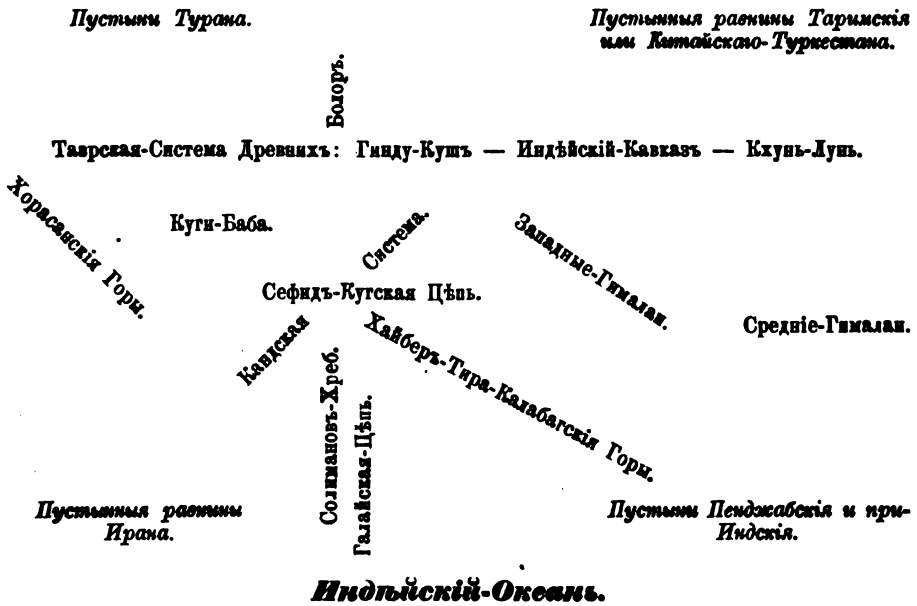 Пустыни Турана.
Пустынныя равнины Таримскія
или Китайскаго-Туркестана.
Болоръ.
Таврская-Система Древнихъ: Гинду-Кушъ — Индѣйскій-Кавказъ — Кхунь-Лунь.
Хорасанскія Горы.
Куги-Баба.
Система.
Западные-Гималаи.
Сефидъ-Кугская Цѣпь.
Средніе-Гималаи.
Кандская
Хайберъ-Тира-Калабагскія Горы.
Солимановъ-Хреб.
Галайская-Цѣпь.
Пустынныя равнины
Ирана.
Пустыни Пенджабскія и при-
Индскія.
Индѣйскій-Океанъ.